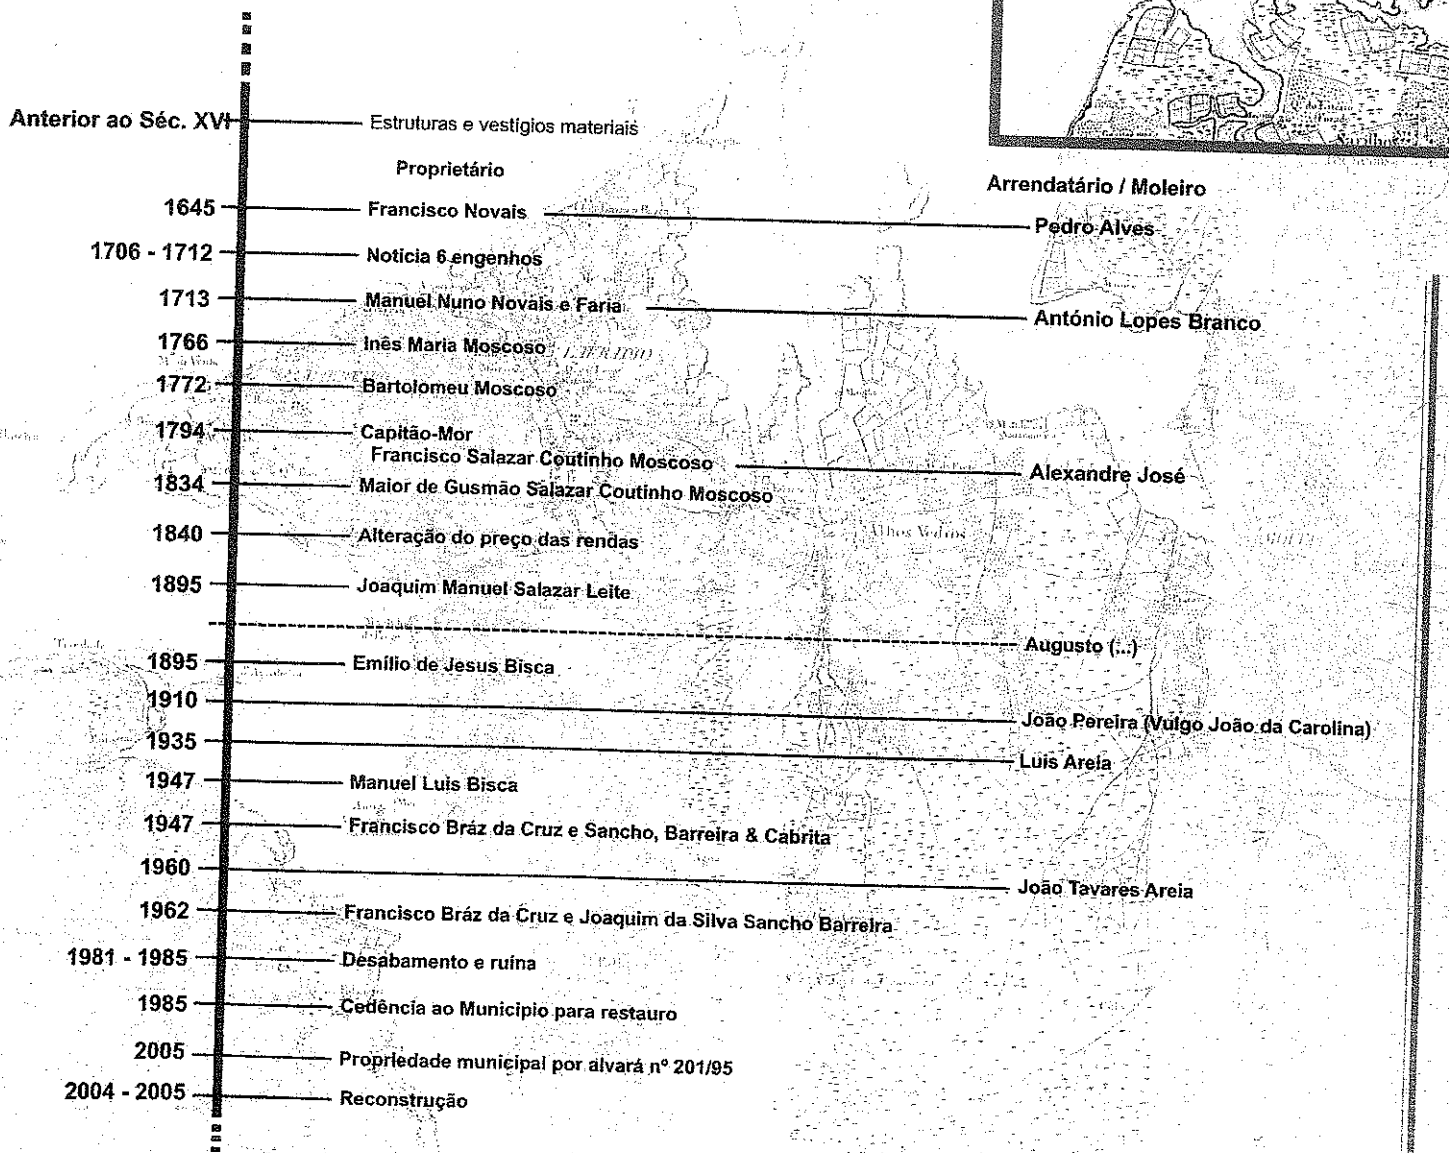 Anterior ao Séc. XVI Estruturas e vestígios materiais
Proprietário Arrendatário / Moleiro
1645 Francisco Novais Pedro Alves
1706 - 1712 Noticia 6 engenhos
1713 Manuel Nuno Novais e Faria António Lopes Branco
1766 Inês Maria Moscoso
1772 Bartolomeu Moscoso
1794 Capitão-Mor
Francisco Salazar Coutinho Moscoso Alexandre José
1834 Maior de Gusmão Salazar Coutinho Moscoso
Alhos Vedros
1840 Alteração do preço das rendas
1895 Joaquim Manuel Salazar Leite
Augusto (...)
1895 Emílio de Jesus Bisca
1910 João Pereira (Vulgo João da Carolina)
1935 Luis Areia
1947 Manuel Luis Bisca
1947 Francisco Bráz da Cruz e Sancho, Barreira & Cabrita
1960 João Tavares Areia
1962 Francisco Bráz da Cruz e Joaquim da Silva Sancho Barreira
1981 - 1985 Desabamento e ruína
1985 Cedência ao Municipio para restauro
2005 Propriedade municipal por alvará nº 201/95
2004 - 2005 Reconstrução